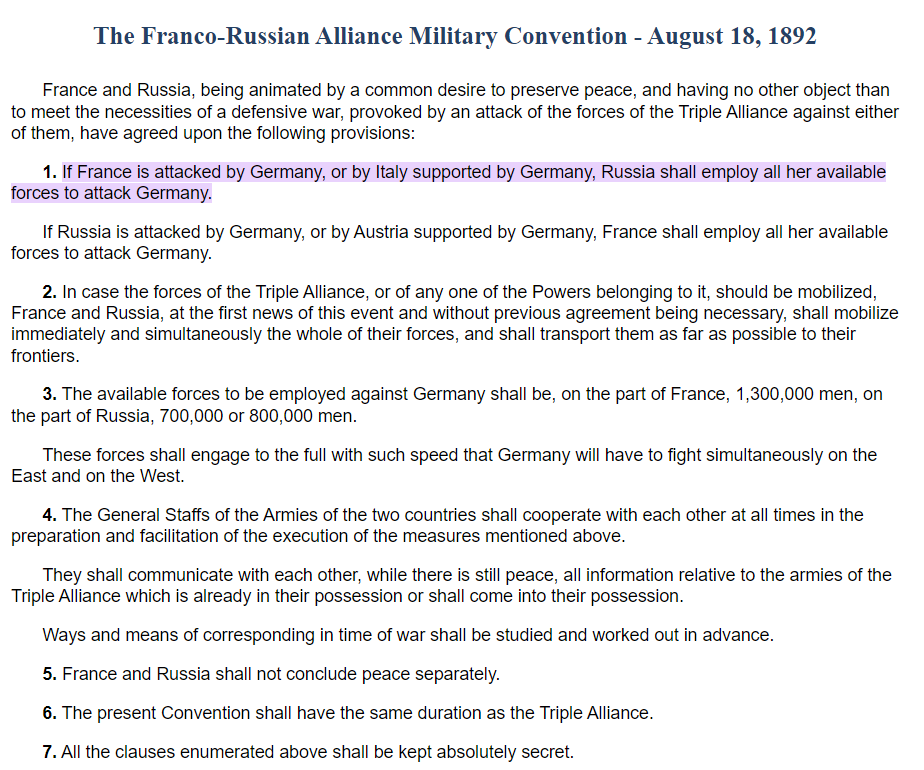 The Franco-Russian Alliance Military Convention - August 18, 1892
France and Russia, being animated by a common desire to preserve peace, and having no other object than
to meet the necessities of a defensive war, provoked by an attack of the forces of the Triple Alliance against either
of them, have agreed upon the following provisions:
1. If France is attacked by Germany, or by Italy supported by Germany, Russia shall employ all her available
forces to attack Germany.
If Russia is attacked by Germany, or by Austria supported by Germany, France shall employ all her available
forces to attack Germany.
2. In case the forces of the Triple Alliance, or of any one of the Powers belonging to it, should be mobilized,
France and Russia, at the first news of this event and without previous agreement being necessary, shall mobilize
immediately and simultaneously the whole of their forces, and shall transport them as far as possible to their
frontiers.
3. The available forces to be employed against Germany shall be, on the part of France, 1,300,000 men, on
the part of Russia, 700,000 or 800,000 men.
These forces shall engage to the full with such speed that Germany will have to fight simultaneously on the
East and on the West.
4. The General Staffs of the Armies of the two countries shall cooperate with each other at all times in the
preparation and facilitation of the execution of the measures mentioned above.
They shall communicate with each other, while there is still peace, all information relative to the armies of the
Triple Alliance which is already in their possession or shall come into their possession.
Ways and means of corresponding in time of war shall be studied and worked out in advance.
5. France and Russia shall not conclude peace separately.
6. The present Convention shall have the same duration as the Triple Alliance.
7. All the clauses enumerated above shall be kept absolutely secret.